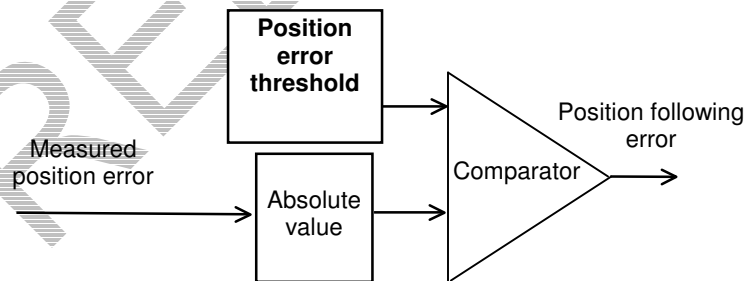 Position
error
threshold
Position following
error
Measured
position error
Comparator
Absolute
value